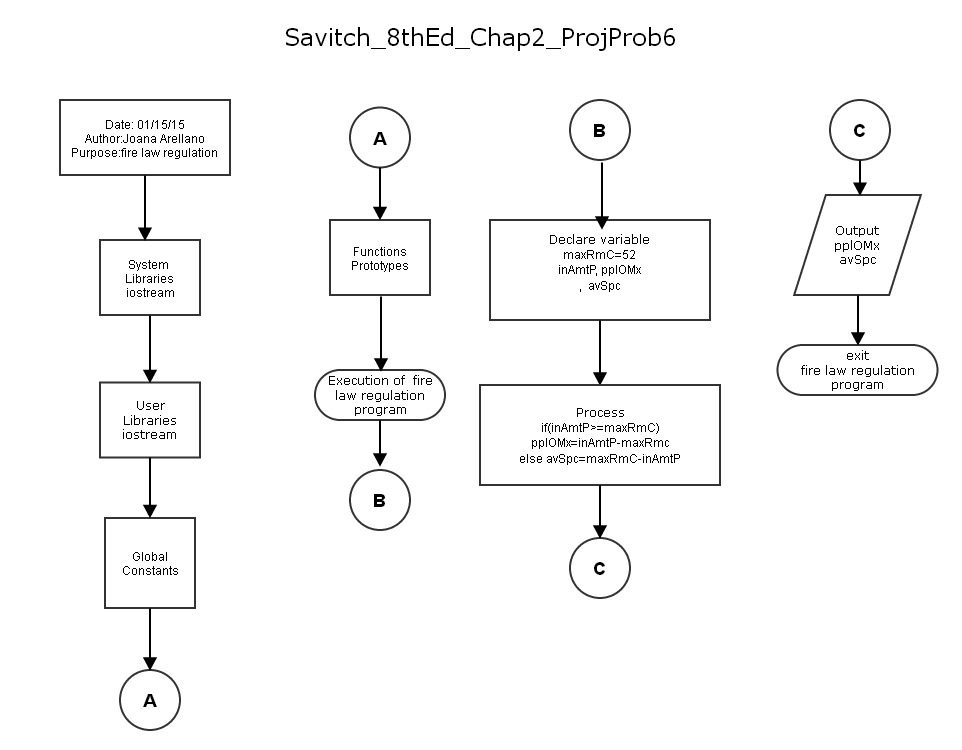 Savitch_8thEd_Chap2_ProjProb6
Date: 01/15/15
Author:Joana Arellano
Purpose:fire law regulation
System
Libraries
iostream
User
Libraries
iostream
Global
Constants
A
A
Functions
Prototypes
Execution of fire
law regulation
program
B
B
Declare variable
maxRmC=52
inAmtP, pplOMx
, avSpc
Process
if(inAmtP>=maxRmC)
pplOMx=inAmtP-maxRmc
else avSpc=maxRmC-inAmtP
C
C
Output
pplOMx
avSpc
exit
fire law regulation
program